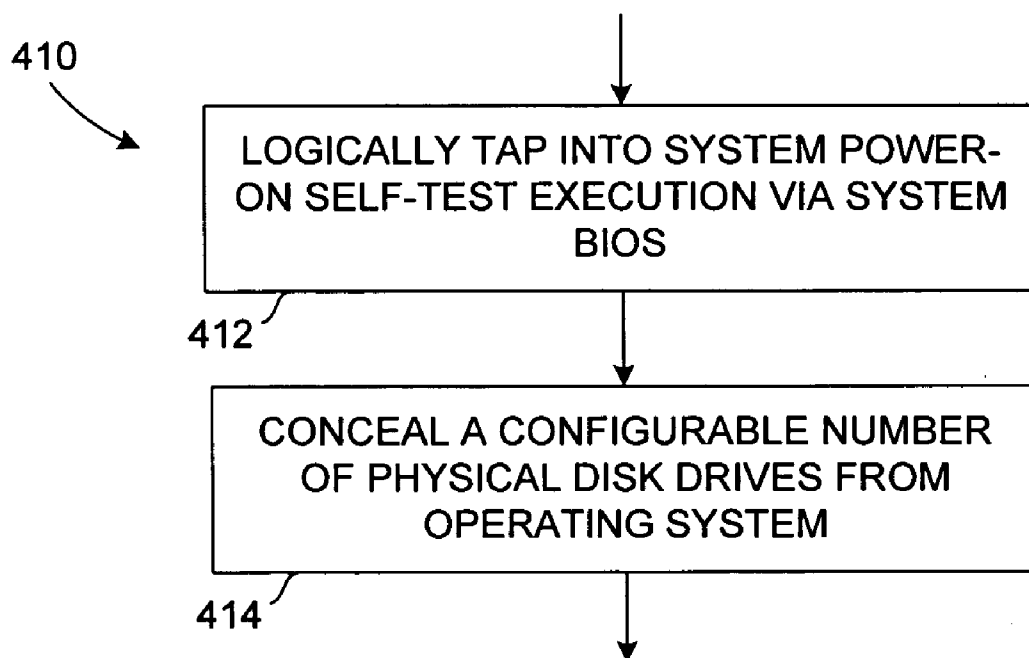 410
LOGICALLY TAP INTO SYSTEM POWER-
ON SELF-TEST EXECUTION VIA SYSTEM
BIOS
412
CONCEAL A CONFIGURABLE NUMBER
OF PHYSICAL DISK DRIVES FROM
OPERATING SYSTEM
414